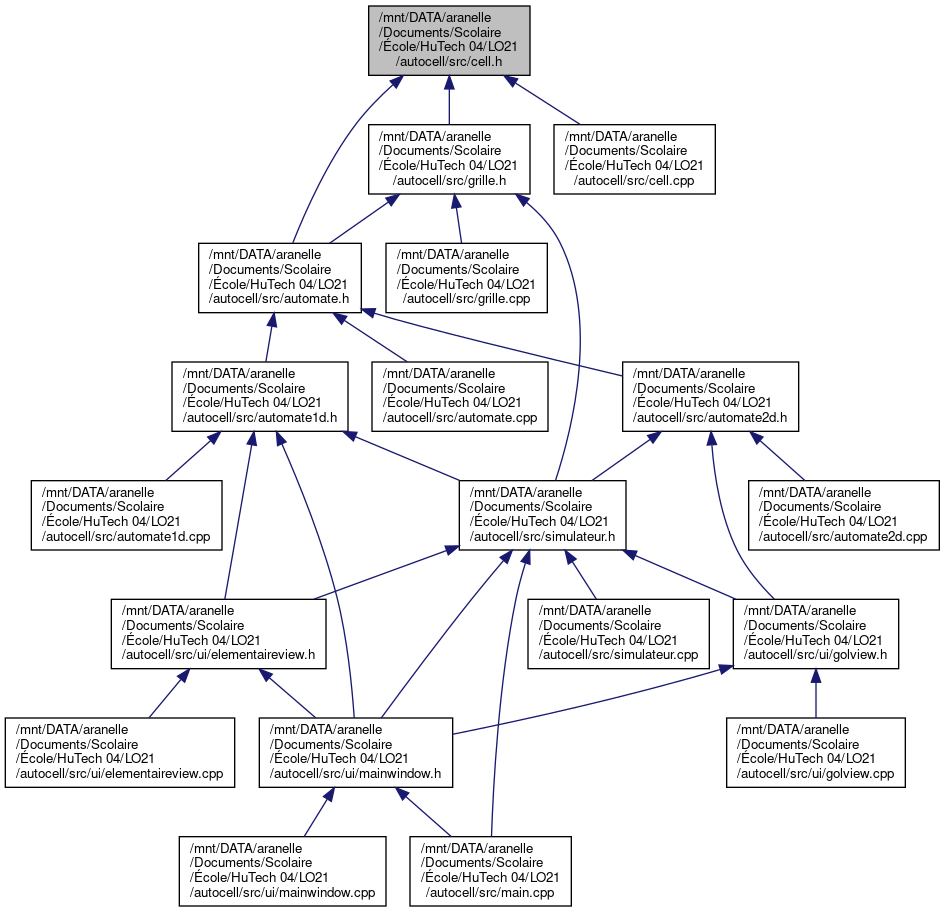 /mnt/DATA/aranelle
/Documents/Scolaire
/École/HuTech 04/LO21
/autocell/src/cell.h
/mnt/DATA/aranelle
/Documents/Scolaire
/École/HuTech 04/LO21
/autocell/src/grille.h
/mnt/DATA/aranelle
/Documents/Scolaire
/École/HuTech 04/LO21
/autocell/src/cell.cpp
/mnt/DATA/aranelle
/Documents/Scolaire
/École/HuTech 04/LO21
/autocell/src/automate.h
/mnt/DATA/aranelle
/Documents/Scolaire
/École/HuTech 04/LO21
/autocell/src/grille.cpp
/mnt/DATA/aranelle
/Documents/Scolaire
/École/HuTech 04/LO21
/autocell/src/automate1d.h
/mnt/DATA/aranelle
/Documents/Scolaire
/École/HuTech 04/LO21
/autocell/src/automate.cpp
/mnt/DATA/aranelle
/Documents/Scolaire
/École/HuTech 04/LO21
/autocell/src/automate2d.h
/mnt/DATA/aranelle
/Documents/Scolaire
/École/HuTech 04/LO21
/autocell/src/automate1d.cpp
/mnt/DATA/aranelle
/Documents/Scolaire
/École/HuTech 04/LO21
/autocell/src/simulateur.h
/mnt/DATA/aranelle
/Documents/Scolaire
/École/HuTech 04/LO21
/autocell/src/automate2d.cpp
/mnt/DATA/aranelle
/Documents/Scolaire
/École/HuTech 04/LO21
/autocell/src/ui/elementaireview.h
/mnt/DATA/aranelle
/Documents/Scolaire
/École/HuTech 04/LO21
/autocell/src/simulateur.cpp
/mnt/DATA/aranelle
/Documents/Scolaire
/École/HuTech 04/LO21
/autocell/src/ui/golview.h
/mnt/DATA/aranelle
/Documents/Scolaire
/École/HuTech 04/LO21
/autocell/src/ui/elementaireview.cpp
/mnt/DATA/aranelle
/Documents/Scolaire
/École/HuTech 04/LO21
/autocell/src/ui/mainwindow.h
/mnt/DATA/aranelle
/Documents/Scolaire
/École/HuTech 04/LO21
/autocell/src/ui/golview.cpp
/mnt/DATA/aranelle
/Documents/Scolaire
/École/HuTech 04/LO21
/autocell/src/ui/mainwindow.cpp
/mnt/DATA/aranelle
/Documents/Scolaire
/École/HuTech 04/LO21
/autocell/src/main.cpp